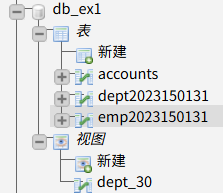 db_ex1
表
新建
accounts
dept2023150131
emp2023150131
视图
新建
dept_30